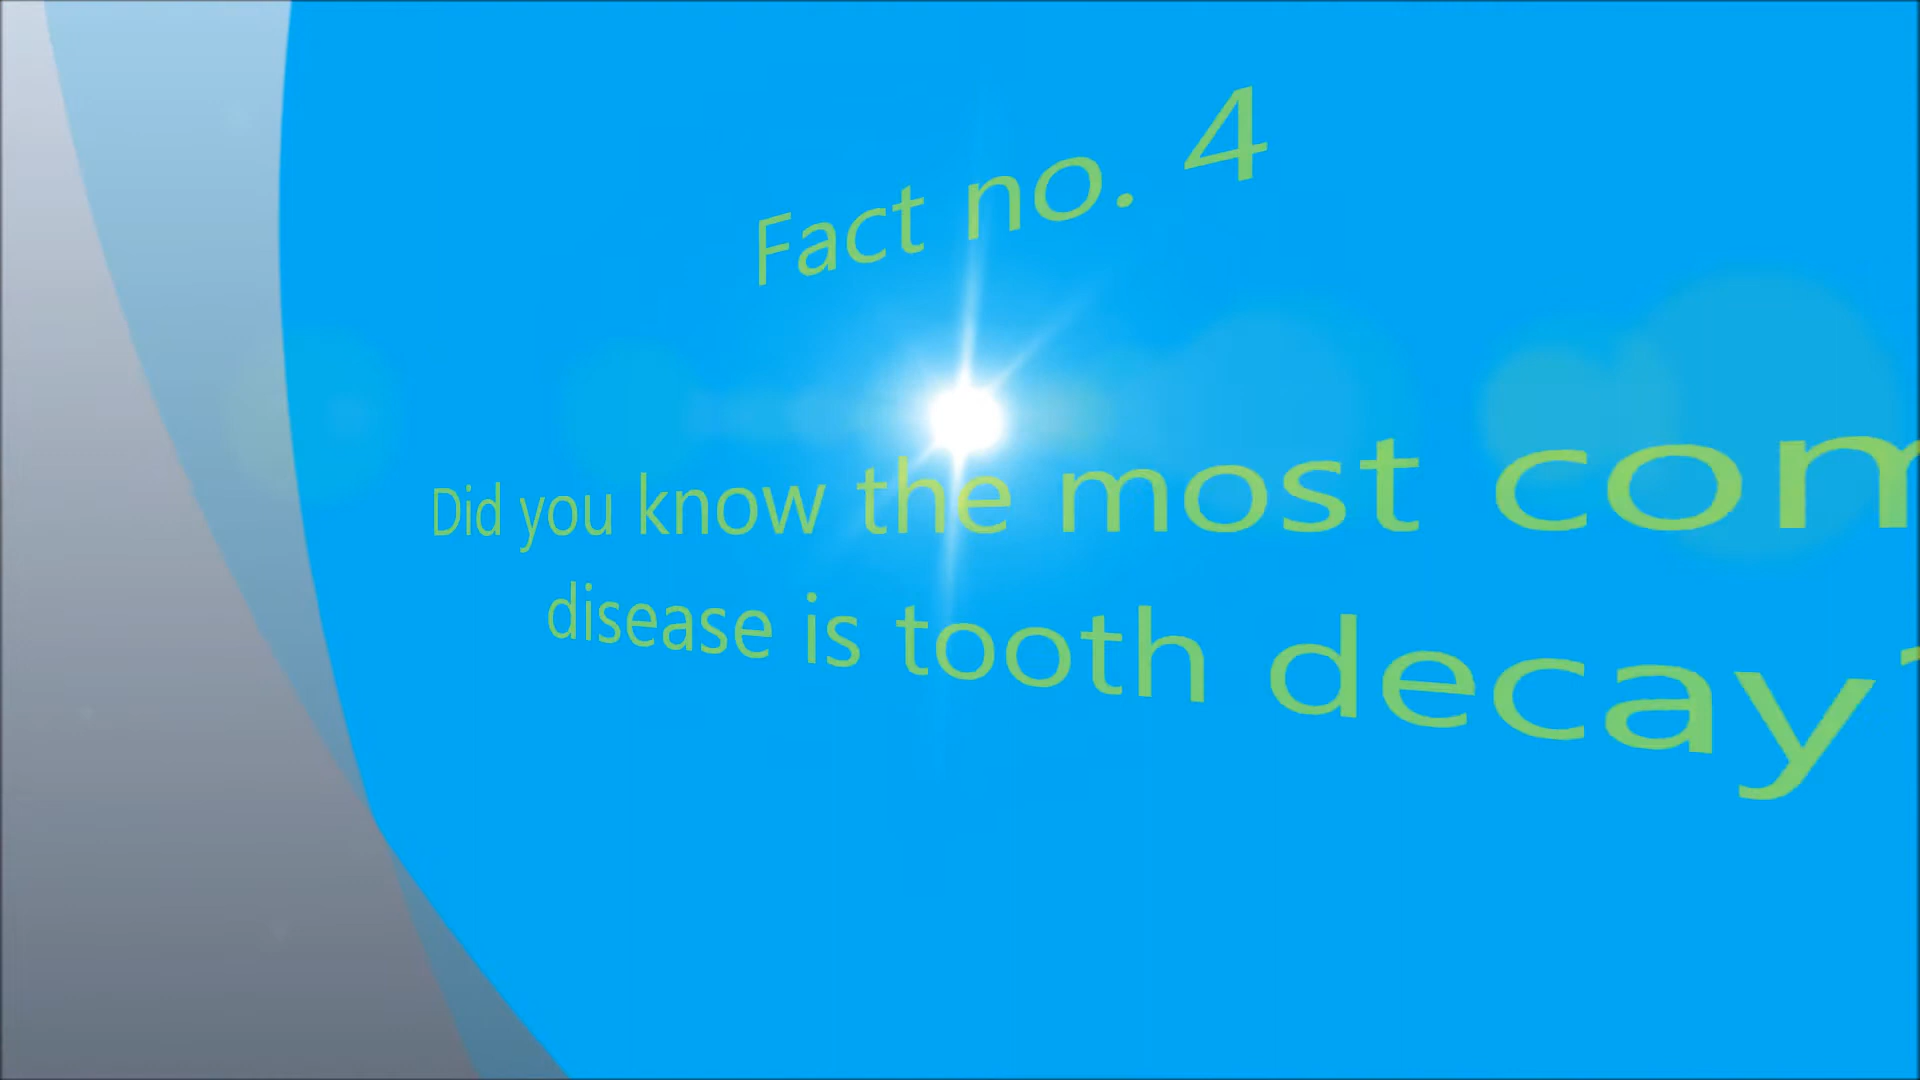 Fact no. 4
Did you know the most com
disease is tooth decay